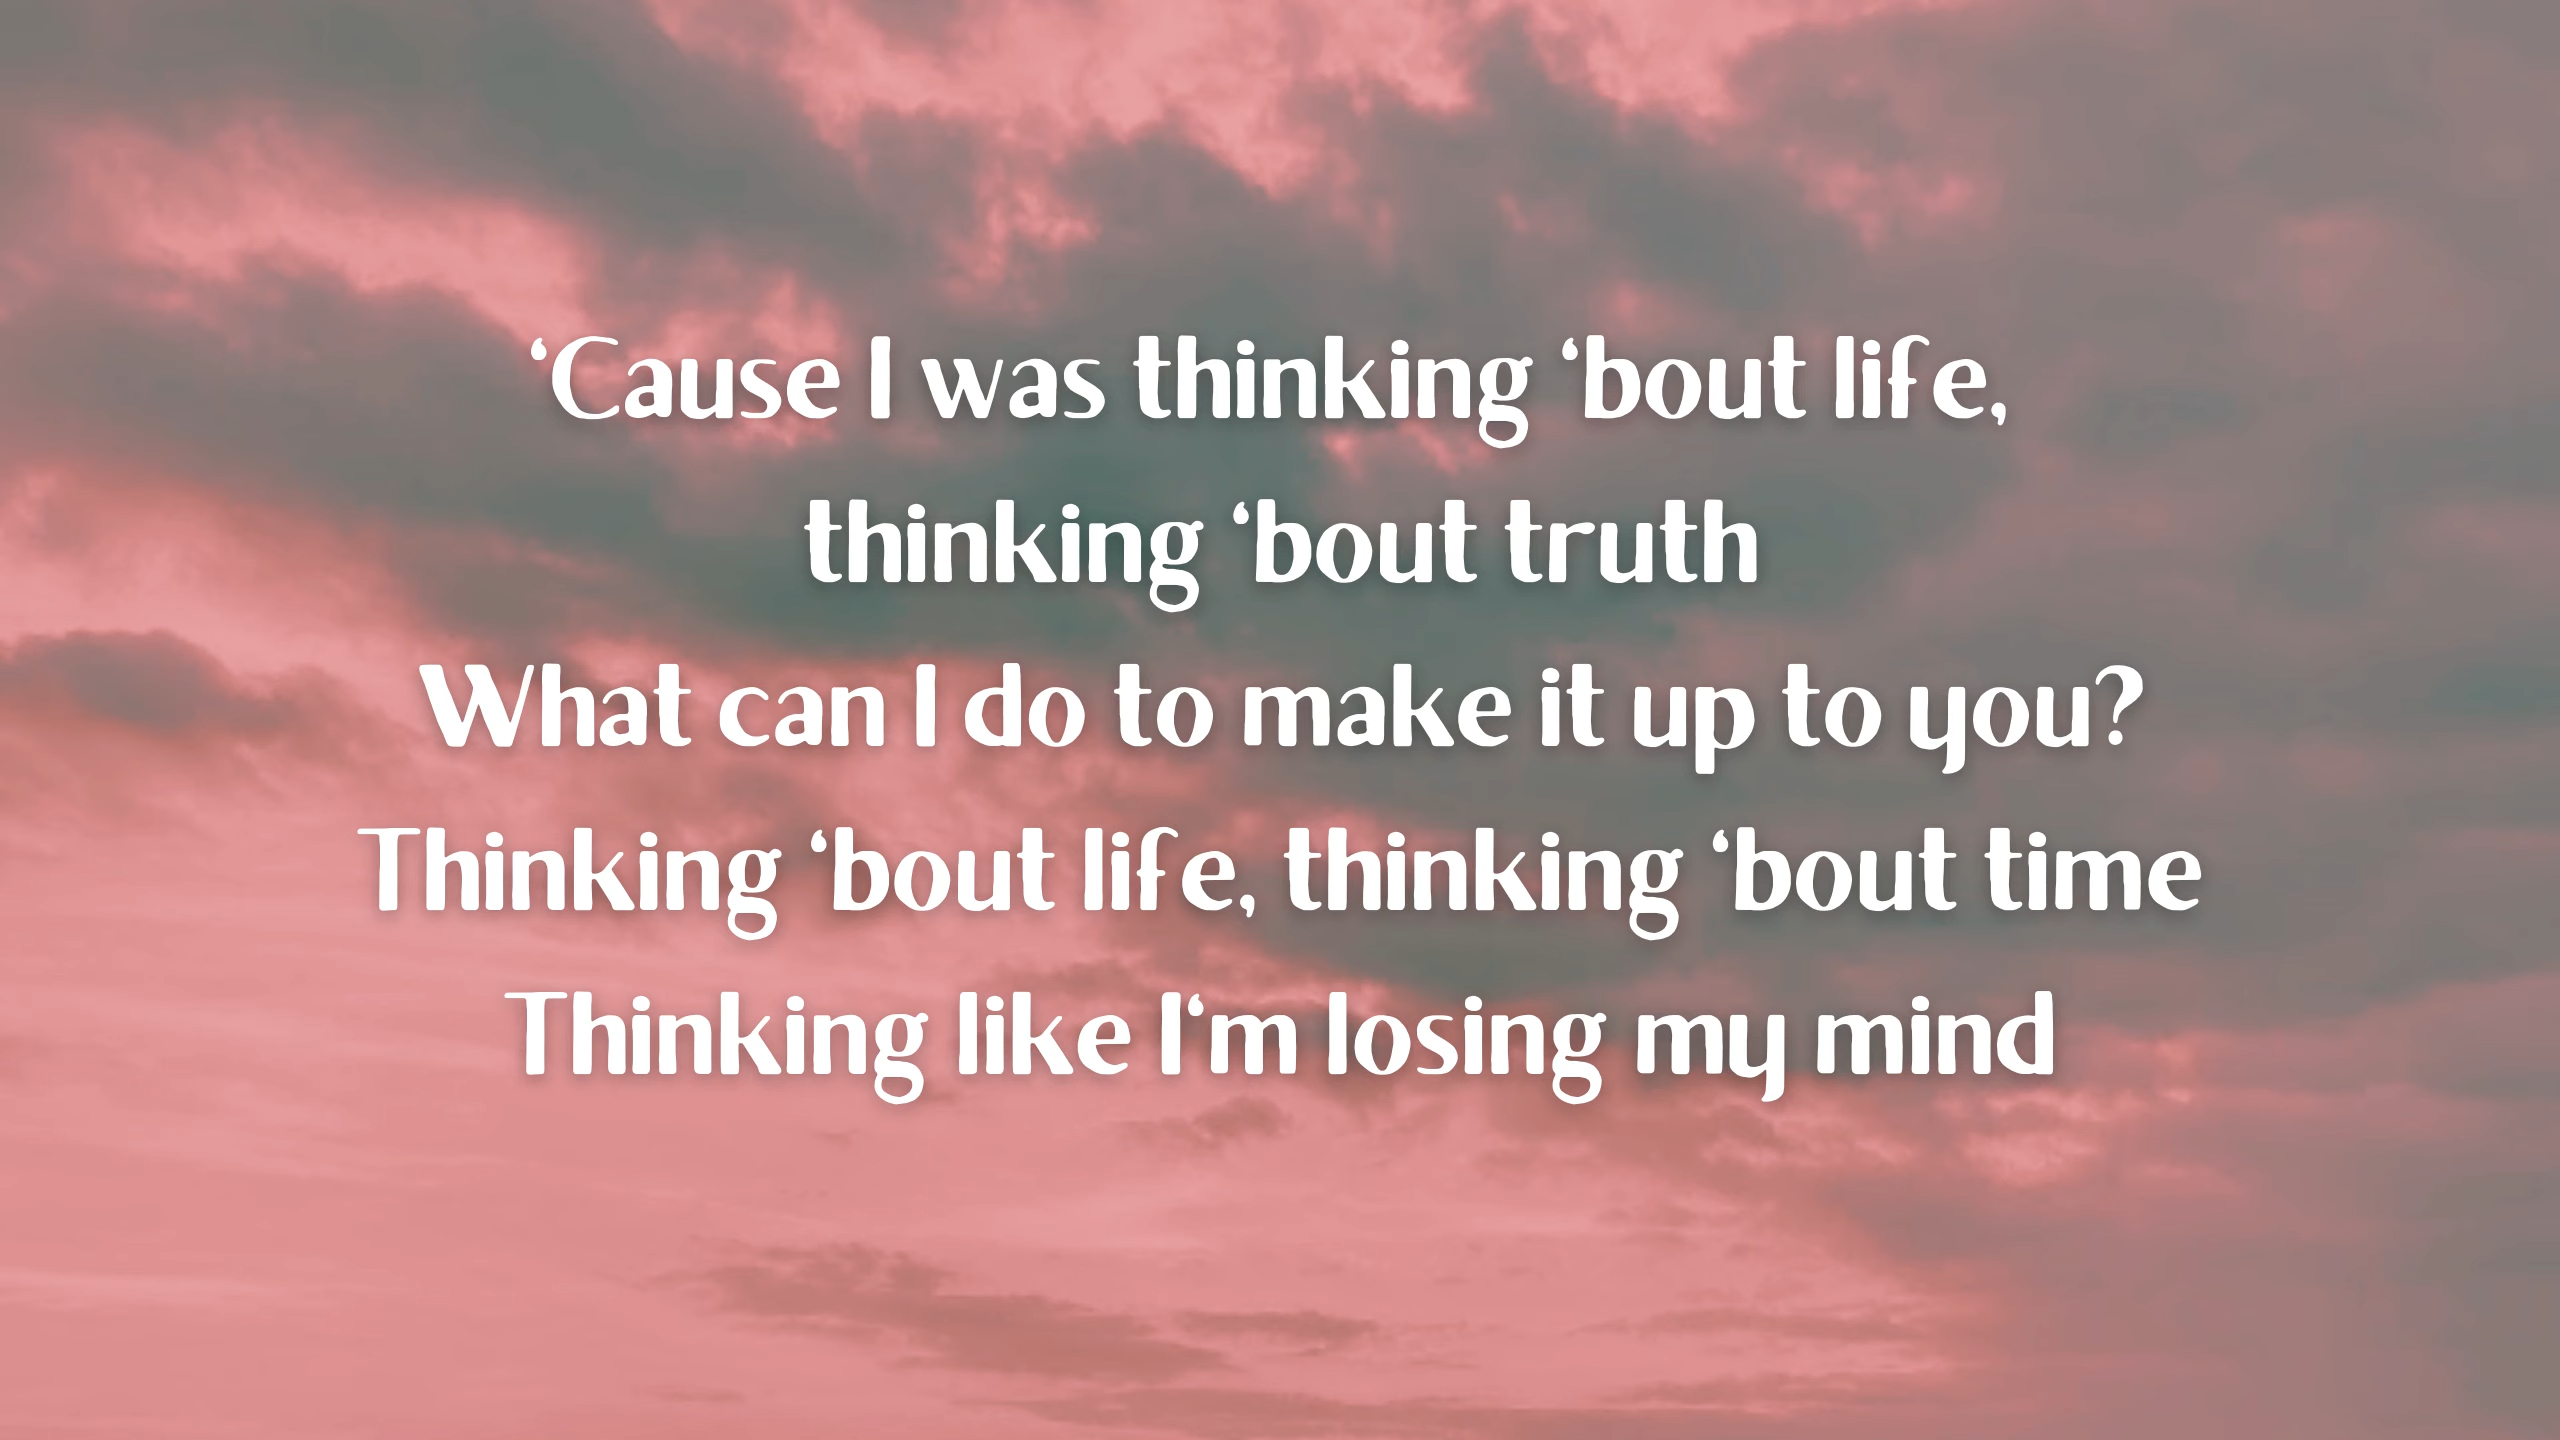 ‘Cause I was thinking ‘bout life,
thinking ‘bout truth
What can I do to make it up to you?
Thinking ‘bout life, thinking ‘bout time
Thinking like I‘m losing my mind